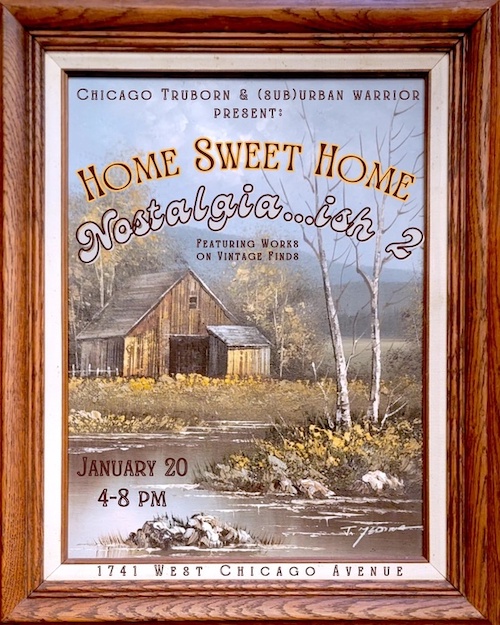 Chicago Truborn & (sub)urban warrior
present:
Home Sweet Home
Nostalgia...ish 2
Featuring Works
on Vintage Finds
January 20
4-8 pm
1741 West Chicago Avenue